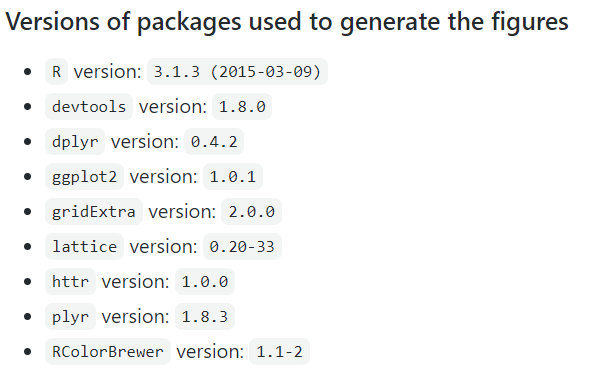 Versions of packages used to generate the figures
• R version: 3.1.3 (2015-03-09)
• devtools version: 1.8.0
• dplyr version: 0.4.2
• ggplot2 version: 1.0.1
• gridExtra version: 2.0.0
• lattice version: 0.20-33
• httr version: 1.0.0
• plyr version: 1.8.3
• RColorBrewer version: 1.1-2